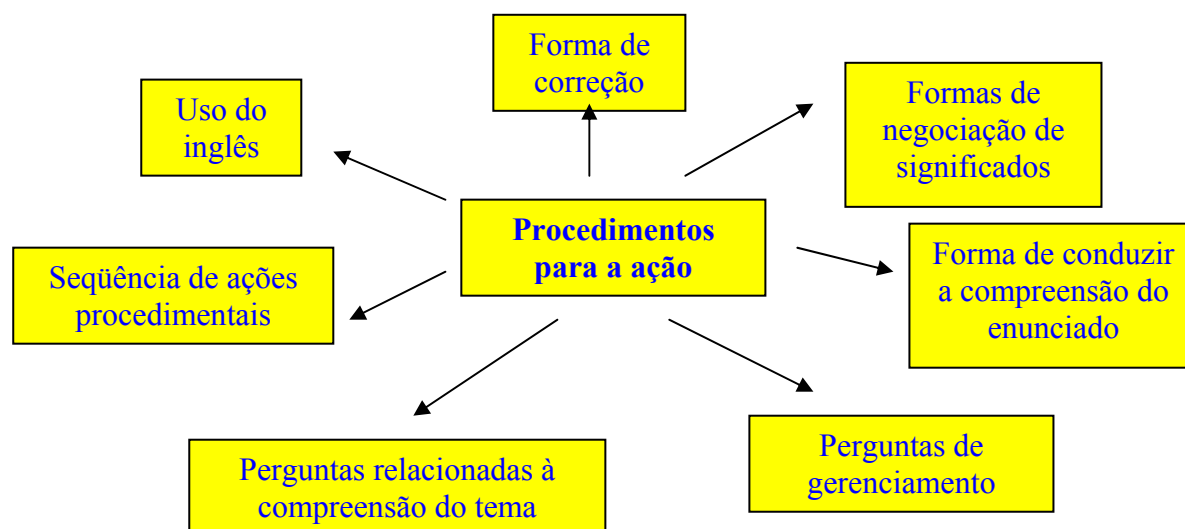 Forma de
correção
Uso do
inglês
Formas de
negociação de
significados
Procedimentos
para a ação
Seqüência de ações
procedimentais
Forma de conduzir
a compreensão do
enunciado
Perguntas relacionadas à
compreensão do tema
Perguntas de
gerenciamento